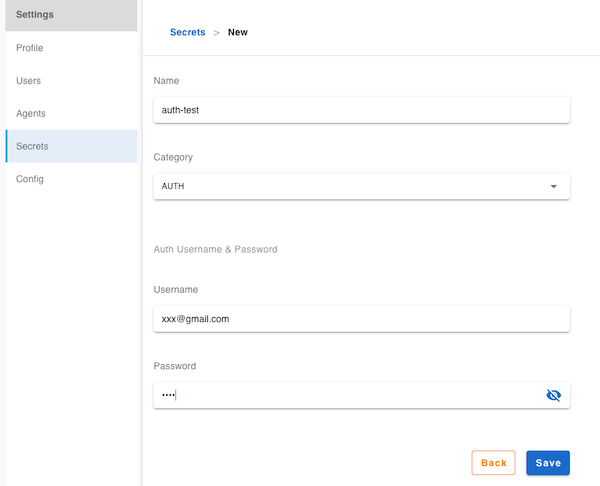 Settings
Profile
Users
Agents
Secrets
Config
Secrets > New
Name
auth-test
Category
AUTH
Auth Username & Password
Username
xxx@gmail.com
Password
••••
Back
Save